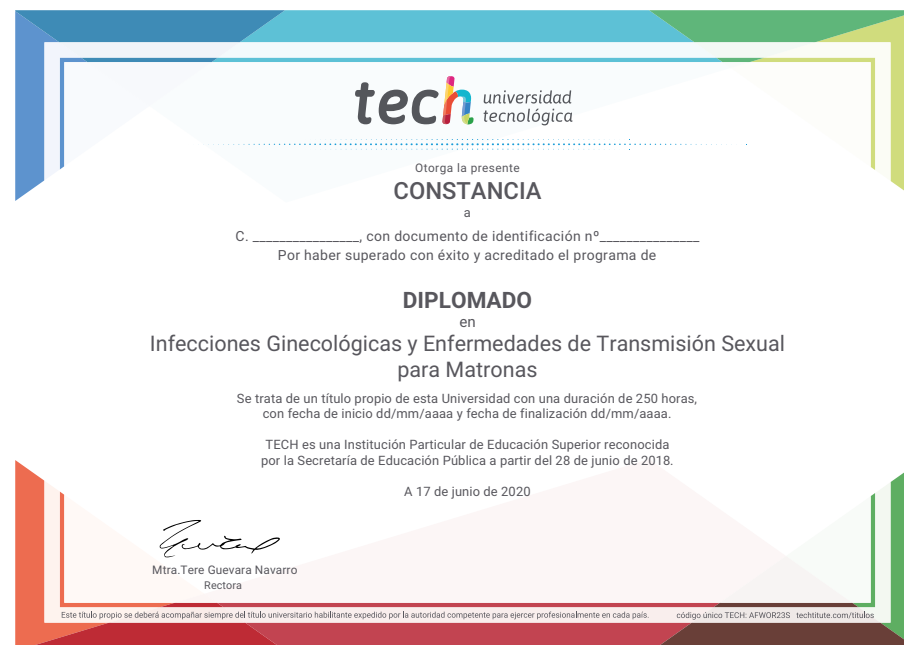 tech universidad
tecnológica
Otorga la presente
CONSTANCIA
a
C. ________________, con documento de identificación nº_______________
Por haber superado con éxito y acreditado el programa de
DIPLOMADO
en
Infecciones Ginecológicas y Enfermedades de Transmisión Sexual
para Matronas
Se trata de un título propio de esta Universidad con una duración de 250 horas,
con fecha de inicio dd/mm/aaaa y fecha de finalización dd/mm/aaaa.
TECH es una Institución Particular de Educación Superior reconocida
por la Secretaría de Educación Pública a partir del 28 de junio de 2018.
A 17 de junio de 2020
Mtra.Tere Guevara Navarro
Rectora
Este título propio se deberá acompañar siempre del título universitario habilitante expedido por la autoridad competente para ejercer profesionalmente en cada país. código único TECH: AFWOR23S techtitute.com/titulos